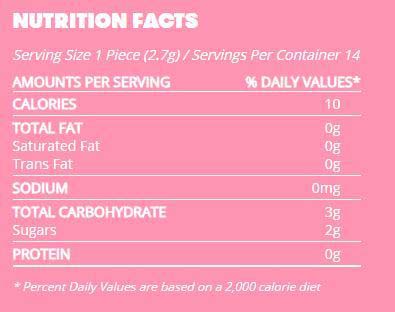 NUTRITION FACTS
Serving Size 1 Piece (2.7g) / Servings Per Container 14
AMOUNTS PER SERVING % DAILY VALUES*
CALORIES 10
TOTAL FAT 0g
Saturated Fat 0g
Trans Fat 0g
SODIUM 0mg
TOTAL CARBOHYDRATE 3g
Sugars 2g
PROTEIN 0g
* Percent Daily Values are based on a 2,000 calorie diet